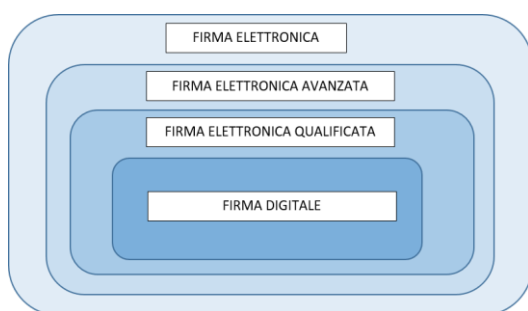 FIRMA ELETTRONICA
FIRMA ELETTRONICA AVANZATA
FIRMA ELETTRONICA QUALIFICATA
FIRMA DIGITALE